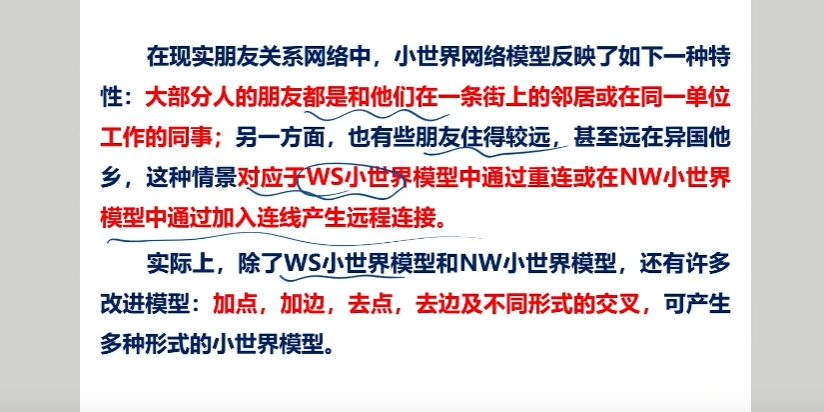 在现实朋友关系网络中，小世界网络模型反映了如下一种特
性：大部分人的朋友都是和他们在一条街上的邻居或在同一单位
工作的同事；另一方面，也有些朋友住得较远，甚至远在异国他
乡，这种情景对应于WS小世界模型中通过重连或在NW小世界
模型中通过加入连线产生远程连接。
实际上，除了WS小世界模型和NW小世界模型，还有许多
改进模型：加点，加边，去点，去边及不同形式的交叉，可产生
多种形式的小世界模型。